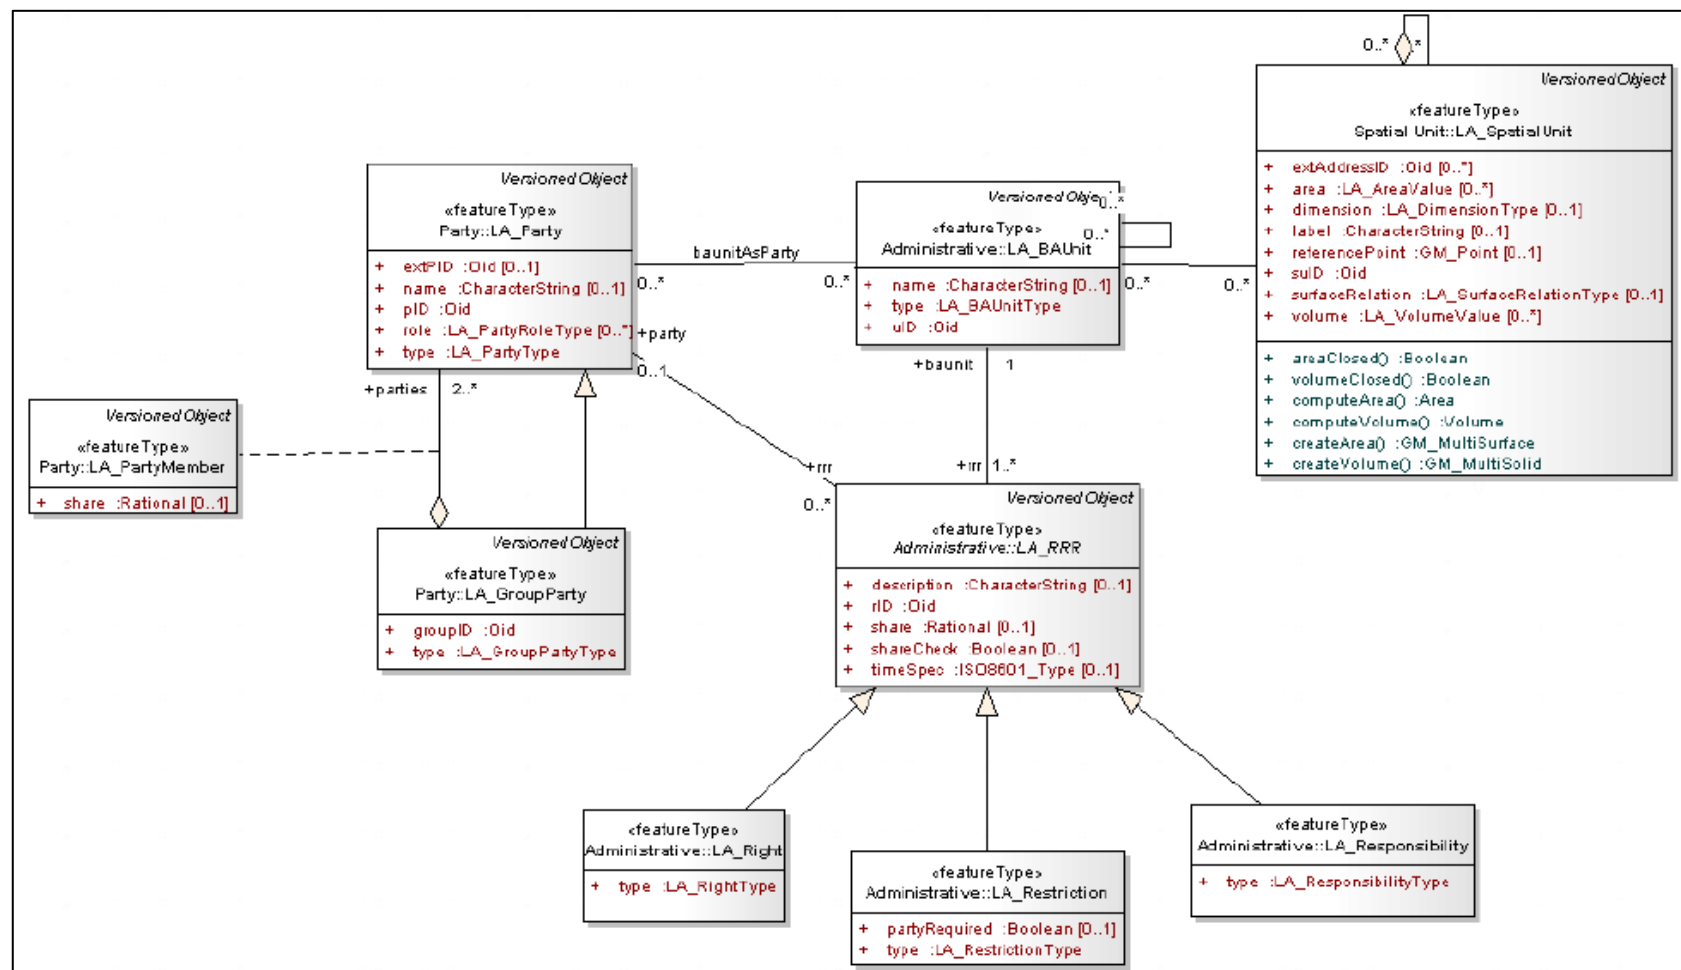 0..*
*
VersionedObject
«featureType»
Spatial Unit::LA_SpatialUnit
+ extAddressID :Oid [0..*]
+ area :LA_AreaValue [0..*]
+ dimension :LA_DimensionType [0..1]
+ label :CharacterString [0..1]
+ referencePoint :GM_Point [0..1]
+ suID :Oid
+ surfaceRelation :LA_SurfaceRelationType [0..1]
+ volume :LA_VolumeValue [0..*]
+ areaClosed() :Boolean
+ volumeClosed() :Boolean
+ computeArea() :Area
+ computeVolume() :Volume
+ createArea() :GM_MultiSurface
+ createVolume() :GM_MultiSolid
VersionedObject
«featureType»
Party::LA_Party
+ extPID :Oid [0..1]
+ name :CharacterString [0..1]
+ pID :Oid
+ role :LA_PartyRoleType [0..*]
+ type :LA_PartyType
baunitAsParty
0..*
0..*
VersionedObje
0..*
«featureType»
Administrative::LA_BAUnit
0..*
+ name :CharacterString [0..1]
+ type :LA_BAUnitType
+ uID :Oid
0..*
0..*
+party
0..1
+baunit 1
+parties 2..*
VersionedObject
«featureType»
Party::LA_PartyMember
+ share :Rational [0..1]
VersionedObject
«featureType»
Party::LA_GroupParty
+ groupID :Oid
+ type :LA_GroupPartyType
+rrr
0..*
+rrr 1..*
VersionedObject
«featureType»
Administrative::LA_RRR
+ description :CharacterString [0..1]
+ rID :Oid
+ share :Rational [0..1]
+ shareCheck :Boolean [0..1]
+ timeSpec :ISO8601_Type [0..1]
«featureType»
Administrative::LA_Right
+ type :LA_RightType
«featureType»
Administrative::LA_Restriction
+ partyRequired :Boolean [0..1]
+ type :LA_RestrictionType
«featureType»
Administrative::LA_Responsibility
+ type :LA_ResponsibilityType